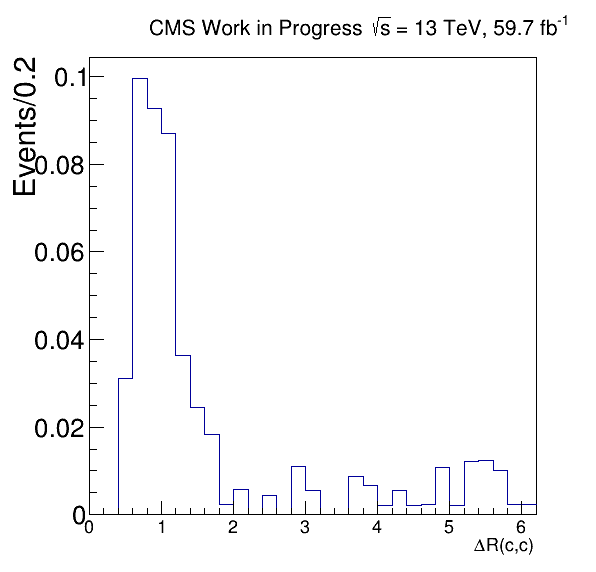 CMS Work in Progress √s = 13 TeV, 59.7 fb⁻¹
Events/0.2
0.1
0.08
0.06
0.04
0.02
0
0 1 2 3 4 5 6
ΔR(c,c)